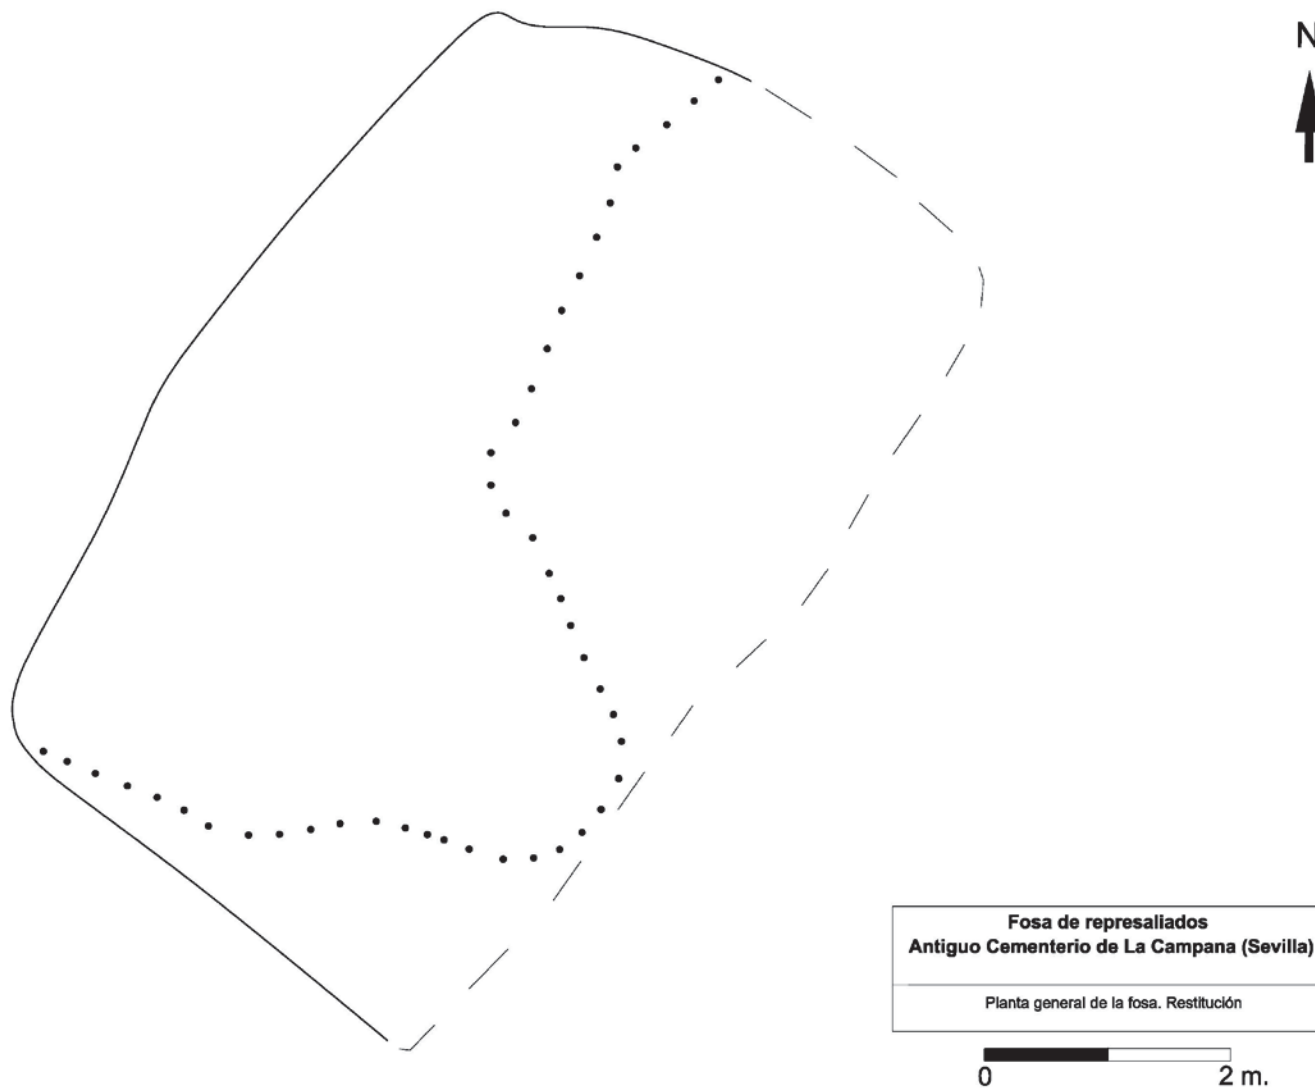 N
Fosa de represaliados
Antiguo Cementerio de La Campana (Sevilla)
Planta general de la fosa. Restitución
0 2 m.